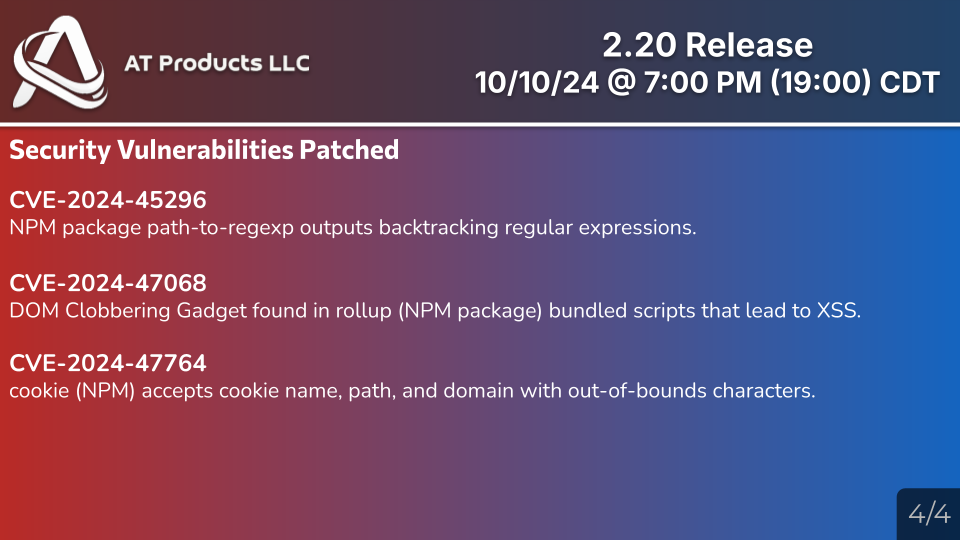 AT Products LLC
2.20 Release
10/10/24 @ 7:00 PM (19:00) CDT
Security Vulnerabilities Patched
CVE-2024-45296
NPM package path-to-regexp outputs backtracking regular expressions.
CVE-2024-47068
DOM Clobbering Gadget found in rollup (NPM package) bundled scripts that lead to XSS.
CVE-2024-47764
cookie (NPM) accepts cookie name, path, and domain with out-of-bounds characters.
4/4